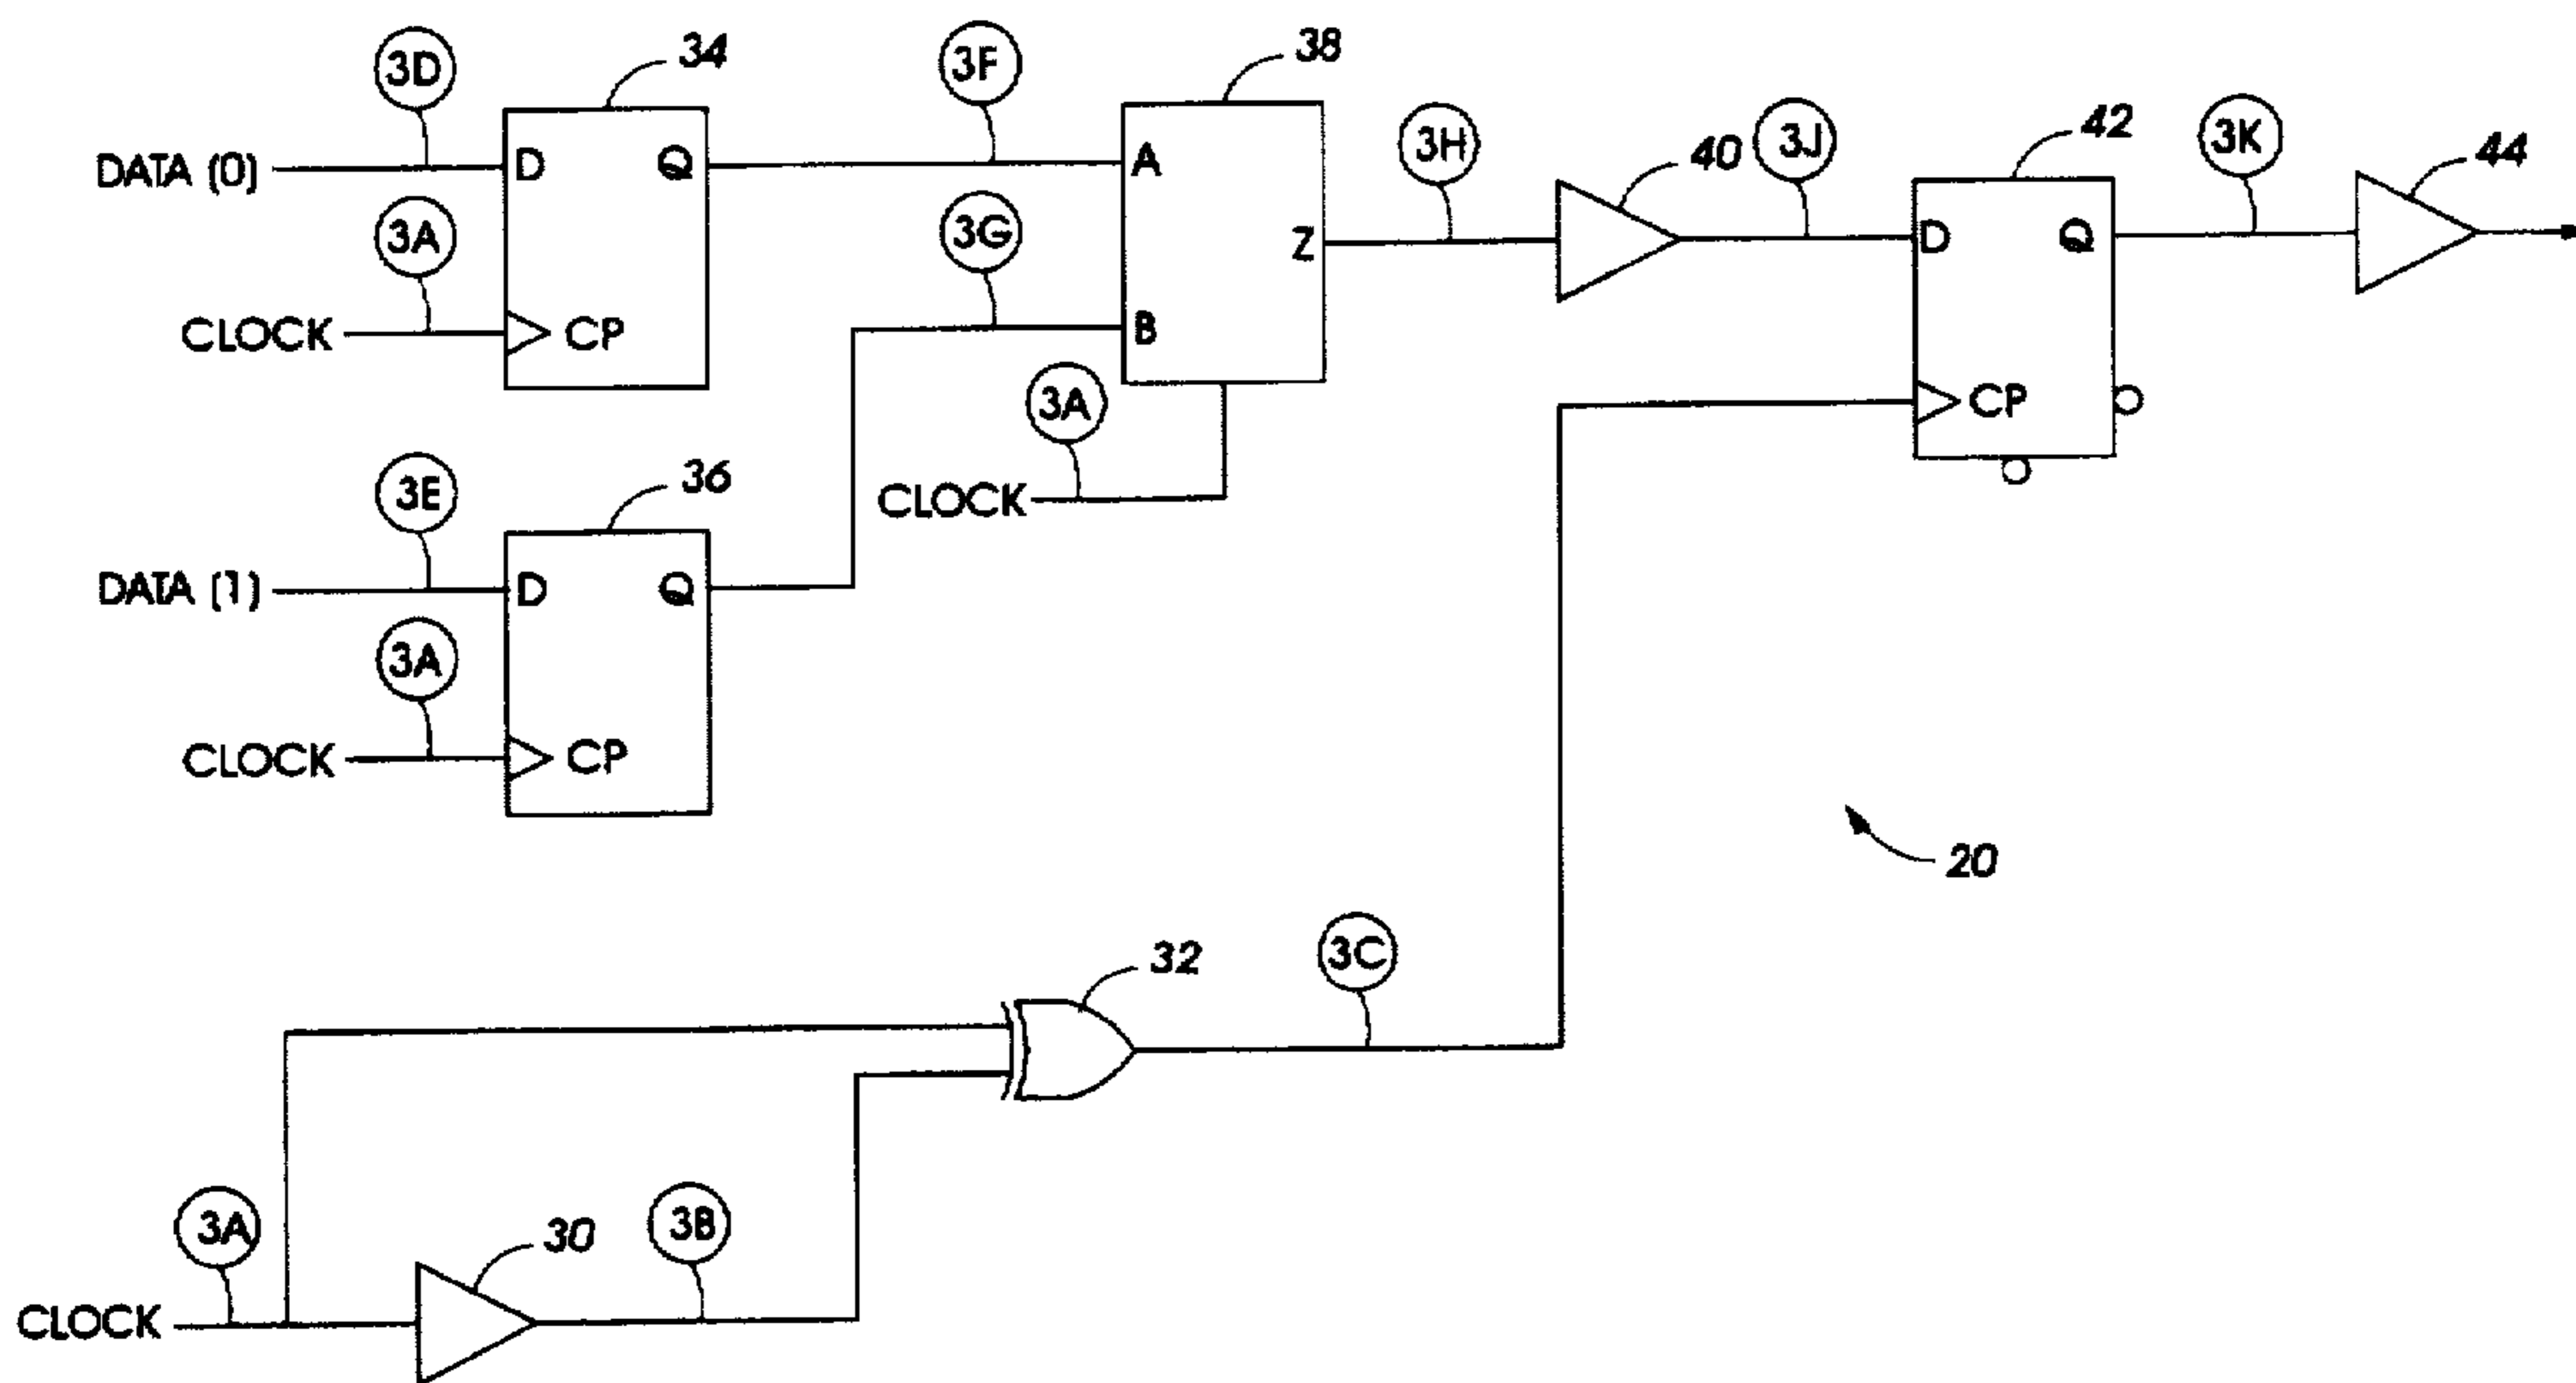 3D
34
3F
38
3H
40
3J
42
3K
44
DATA (0)
D
Q
A
3A
3G
Z
D
Q
CLOCK
CP
B
3A
CP
3E
36
CLOCK
DATA (1)
D
Q
3A
CLOCK
CP
20
32
3C
3A
30
3B
CLOCK